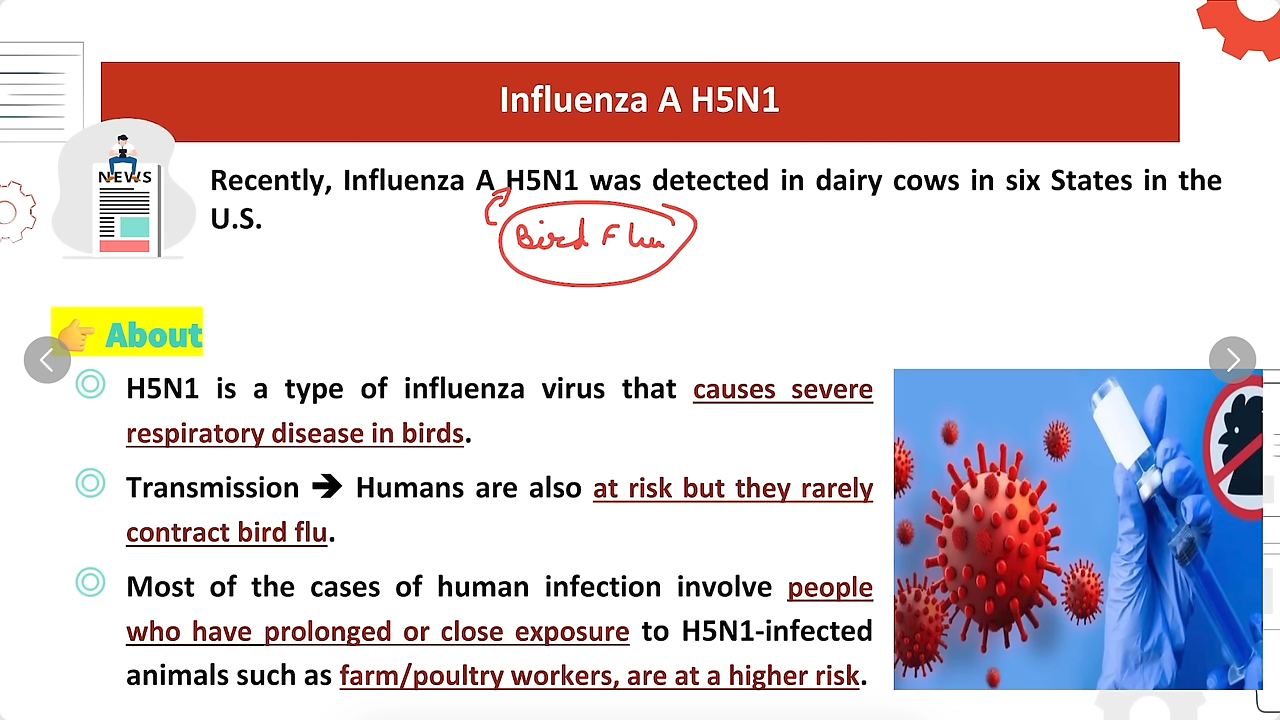 Influenza A H5N1
NEWS
Recently, Influenza A H5N1 was detected in dairy cows in six States in the
U.S.
Bird Flu
👉 About
H5N1 is a type of influenza virus that causes severe
respiratory disease in birds.
Transmission ➔ Humans are also at risk but they rarely
contract bird flu.
Most of the cases of human infection involve people
who have prolonged or close exposure to H5N1-infected
animals such as farm/poultry workers, are at a higher risk.